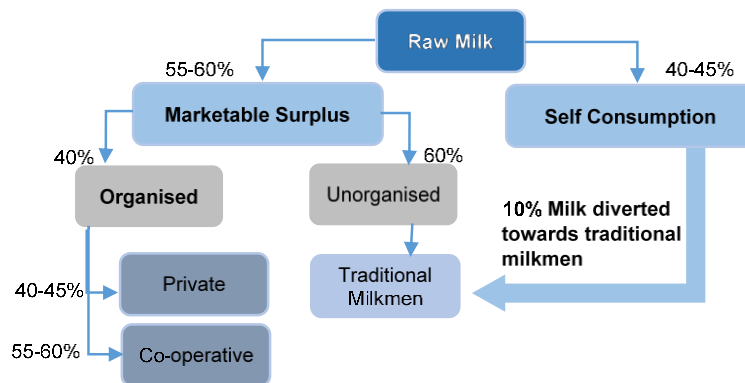 Raw Milk
55-60%
40-45%
Marketable Surplus
Self Consumption
40%
60%
Organised
Unorganised
10% Milk diverted
towards traditional
milkmen
Private
Traditional
Milkmen
40-45%
Co-operative
55-60%